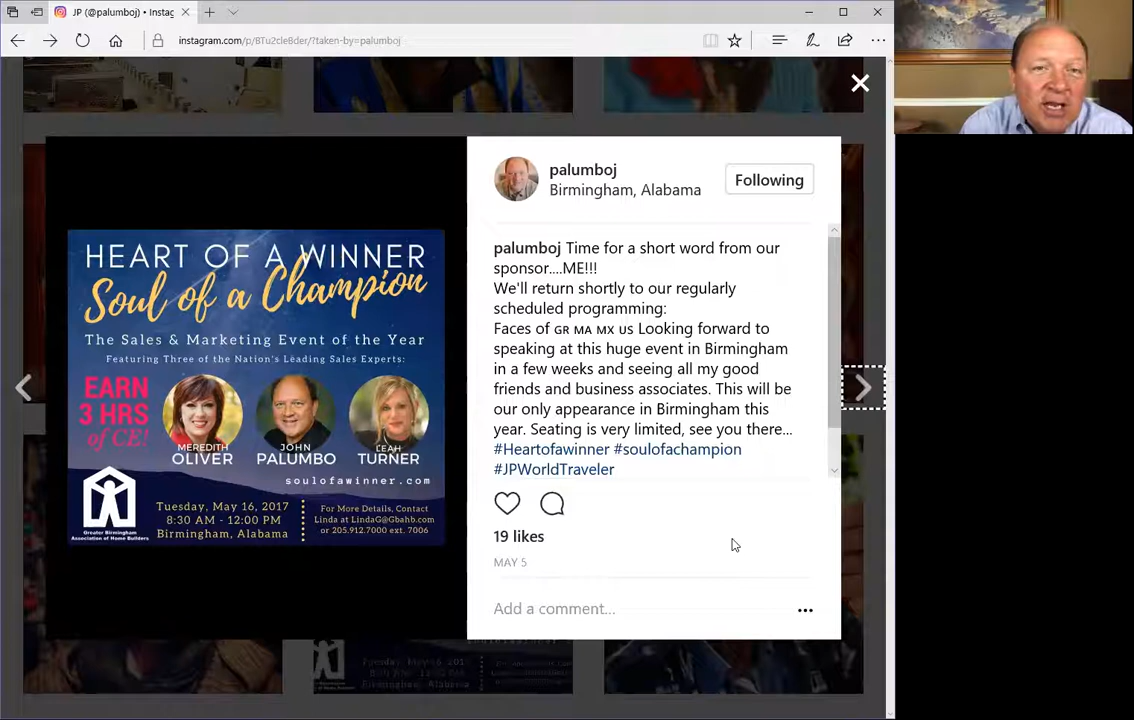 JP (@palumboj) • Instag
instagram.com/p/BTu2cleBder/?taken-by=palumboj
HEART OF A WINNER
Soul of a Champion
The Sales & Marketing Event of the Year
Featuring Three of the Nation's Leading Sales Experts:
EARN
3 HRS
of CE!
MEREDITH
OLIVER
JOHN
PALUMBO
LEAH
TURNER
soulofawinner.com
Greater Birmingham
Association of Home Builders
Tuesday, May 16, 2017
8:30 AM - 12:00 PM
Birmingham, Alabama
For More Details, Contact
Linda at LindaG@Gbahb.com
or 205.912.7000 ext. 7006
palumboj
Birmingham, Alabama
Following
palumboj Time for a short word from our
sponsor....ME!!!
We'll return shortly to our regularly
scheduled programming:
Faces of GR MA MX US Looking forward to
speaking at this huge event in Birmingham
in a few weeks and seeing all my good
friends and business associates. This will be
our only appearance in Birmingham this
year. Seating is very limited, see you there...
#Heartofawinner #soulofachampion
#JPWorldTraveler
19 likes
MAY 5
Add a comment...